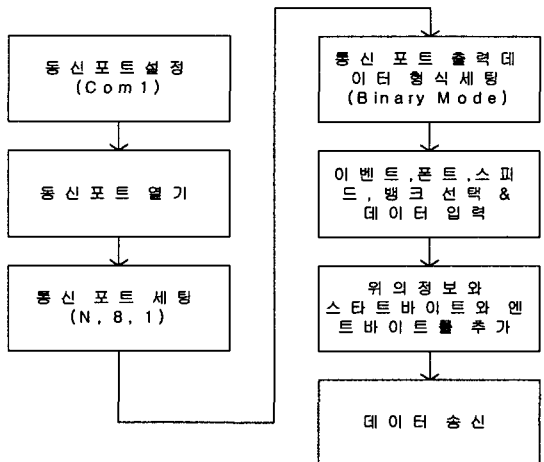 동신포트설정
(Com1)
동신포트 열기
통신 포트 세팅
(N, 8, 1)
통신 포트 출력데
이터 형식세팅
(Binary Mode)
이벤트,폰트,스피
드,뱅크 선택 &
데이터 입력
위의정보와
스타트바이트와 엔
트바이트를 추가
데이터 송신